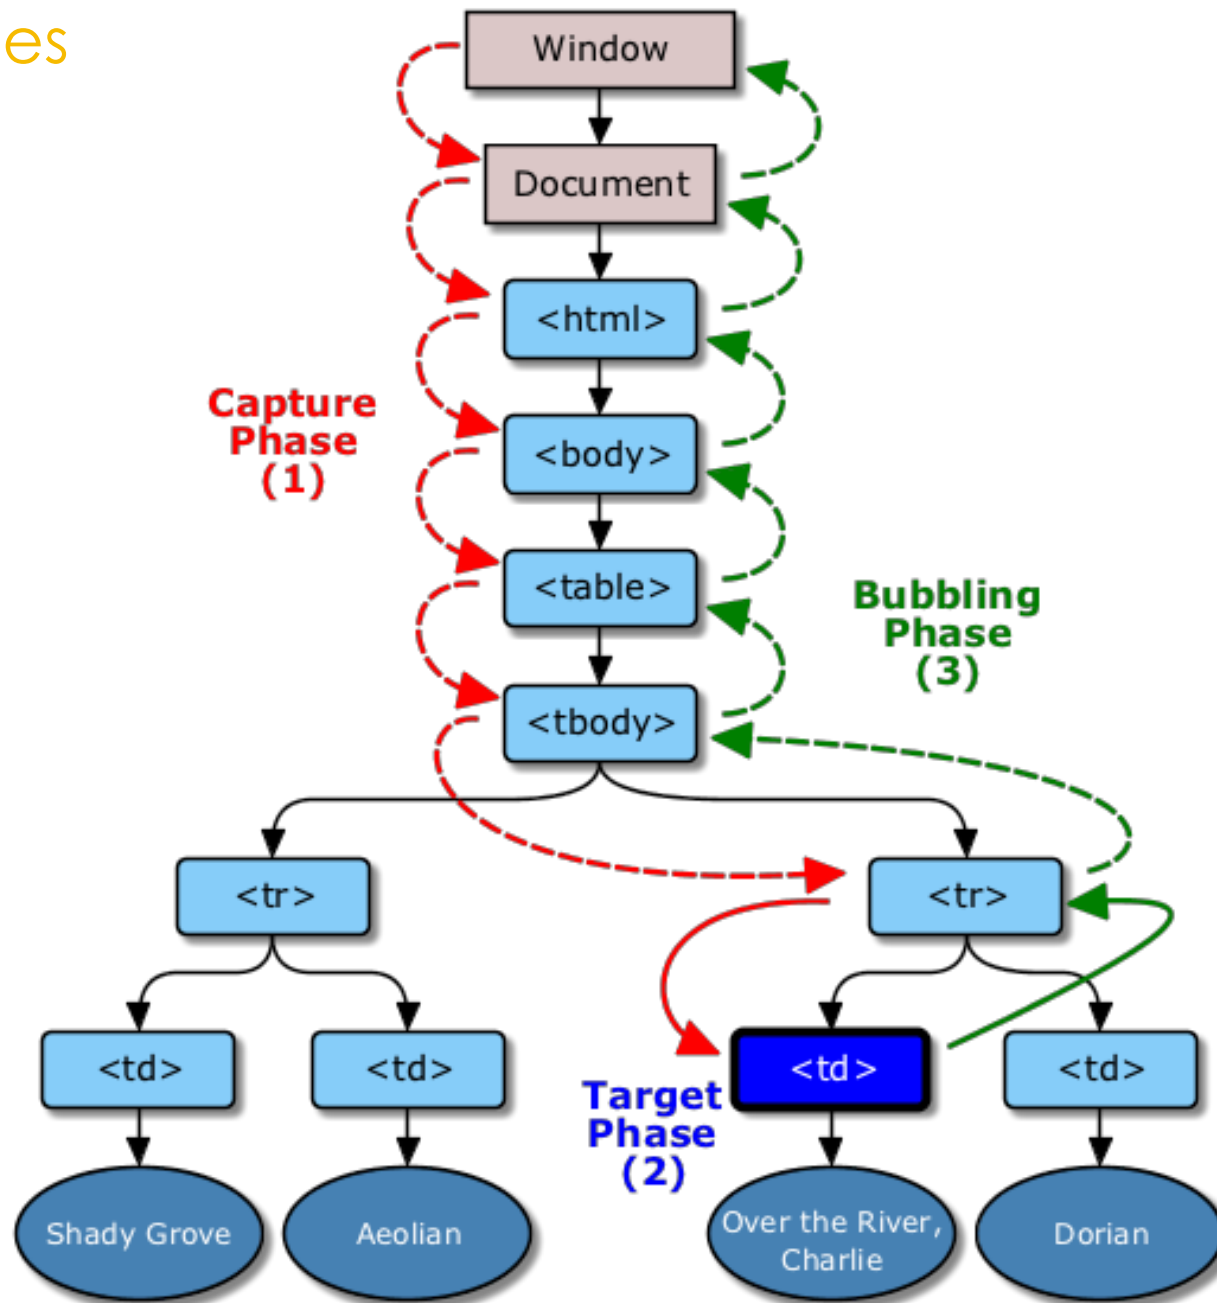 es
Window
Document
<html>
Capture
Phase
(1)
<body>
<table>
Bubbling
Phase
(3)
<tbody>
<tr>
<tr>
<td>
<td>
<td>
<td>
Target
Phase
(2)
Shady Grove
Aeolian
Over the River,
Charlie
Dorian